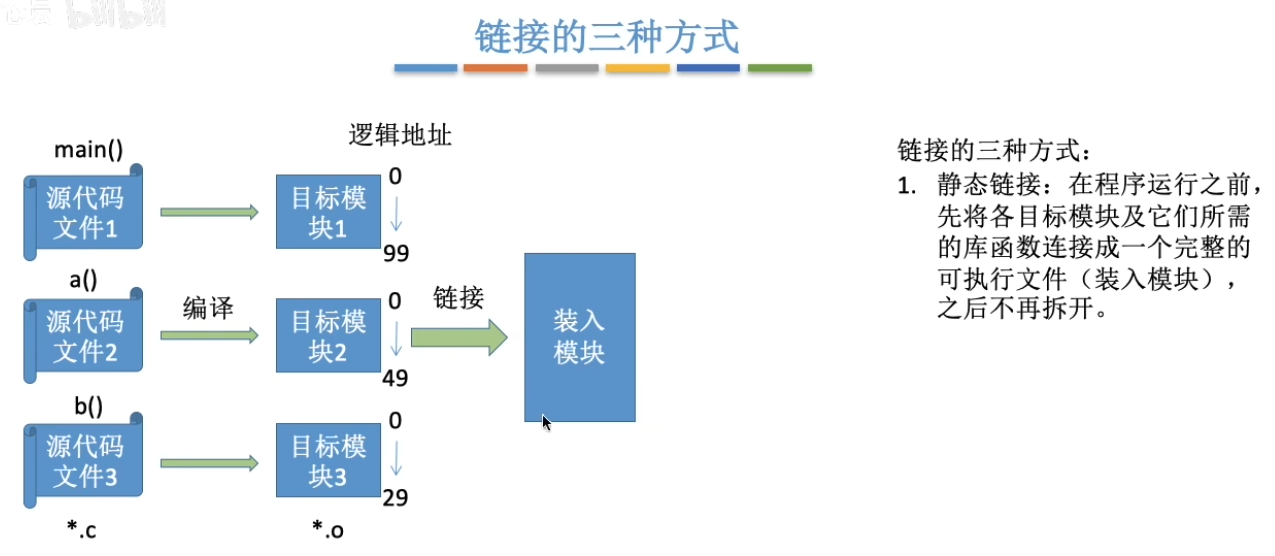 链接的三种方式
逻辑地址
main()
源代码
文件1
目标模
块1
0
99
a()
源代码
文件2
编译
目标模
块2
0
49
链接
装入
模块
b()
源代码
文件3
目标模
块3
0
29
*.c
*.o
链接的三种方式：
1. 静态链接：在程序运行之前，
先将各目标模块及它们所需
的库函数连接成一个完整的
可执行文件（装入模块），
之后不再拆开。